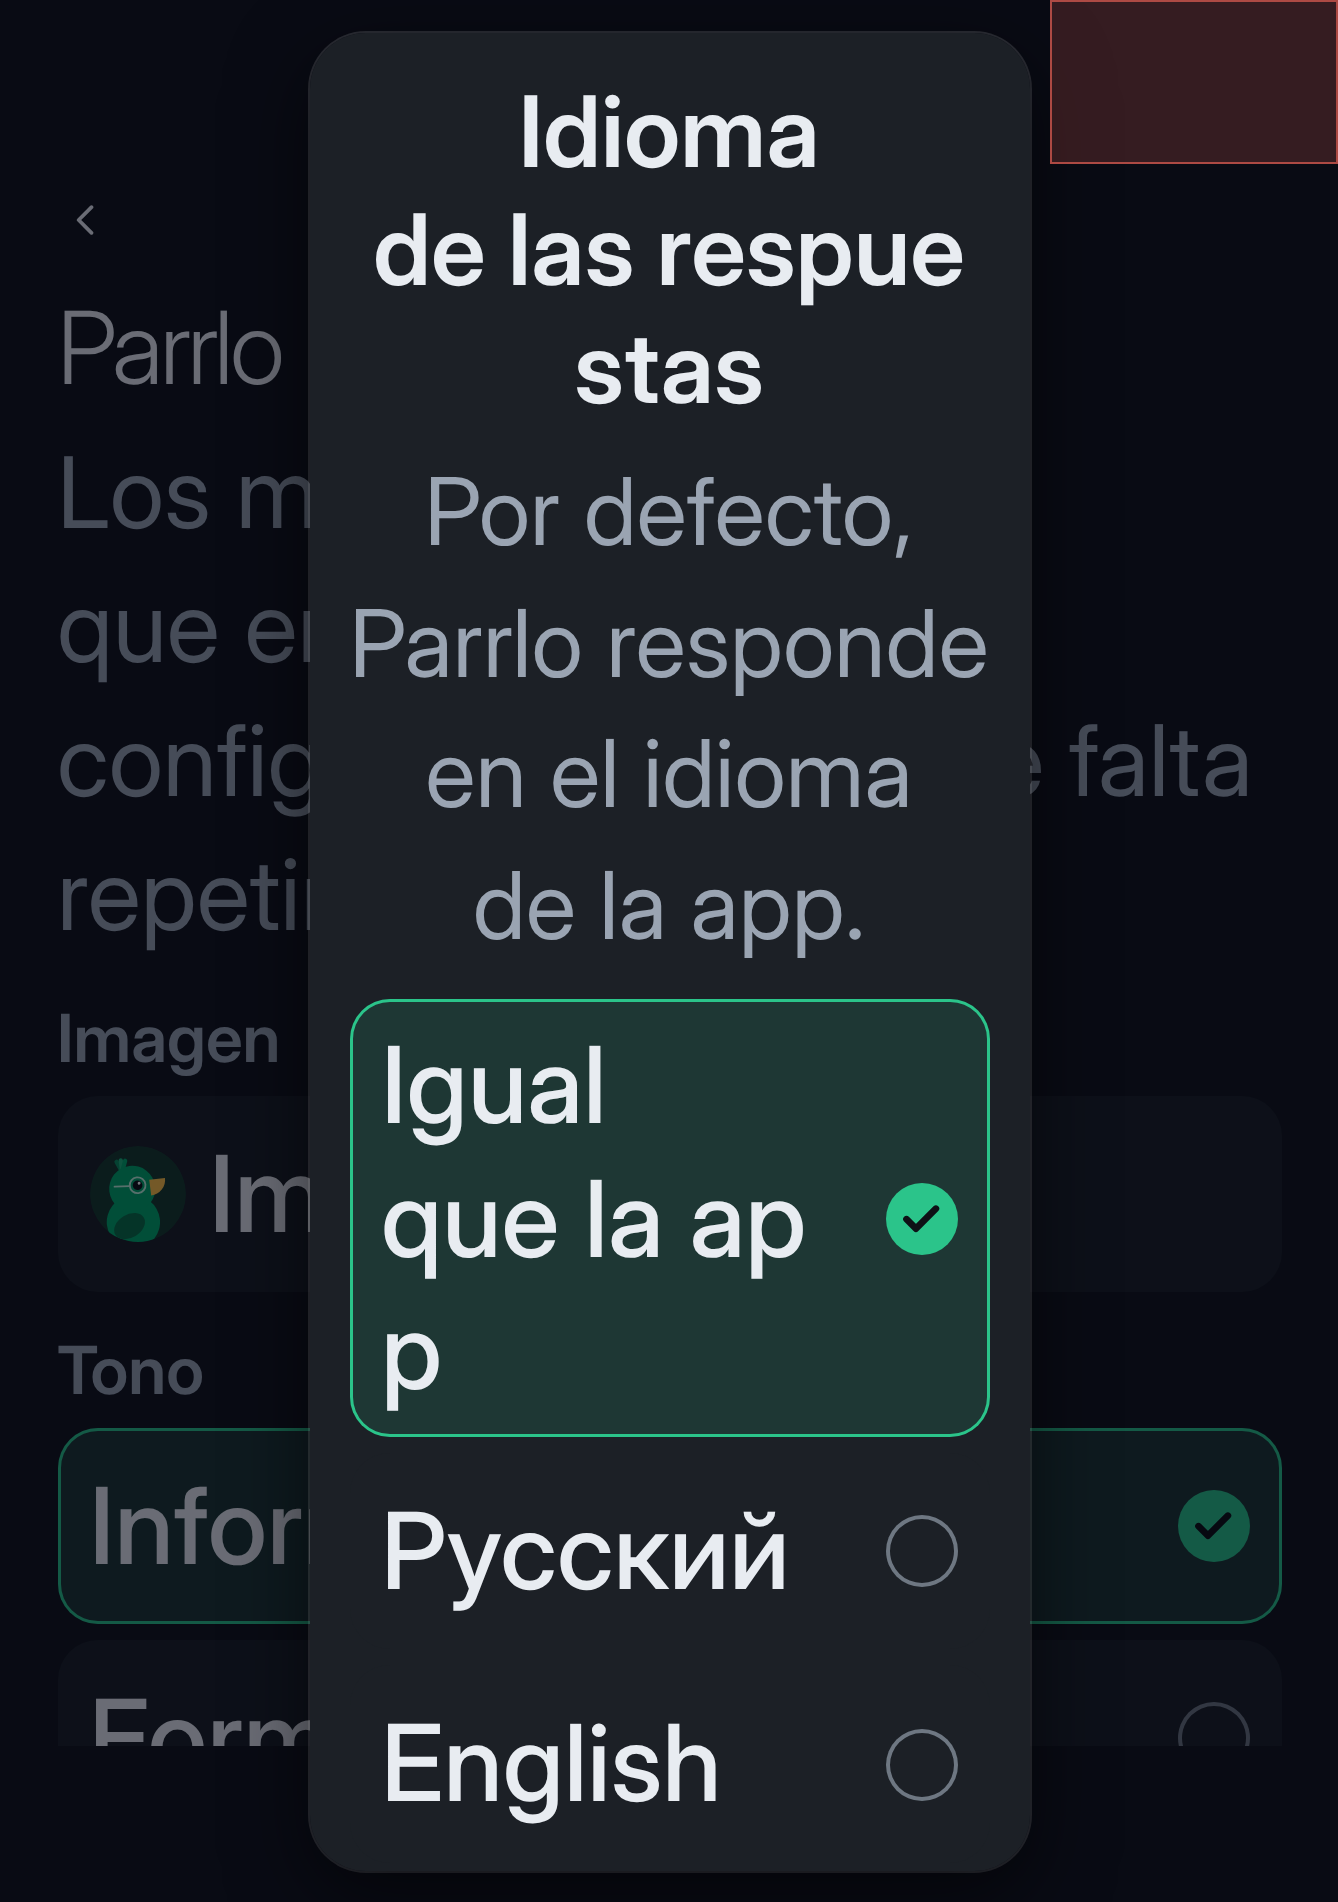 Idioma
de las respue
stas
Por defecto,
Parrlo responde
en el idioma
de la app.
Igual
que la ap
p
Русский
English
Parrlo
Los m
que e
config
falta
repeti
Imagen
Im
Tono
Infor
Form